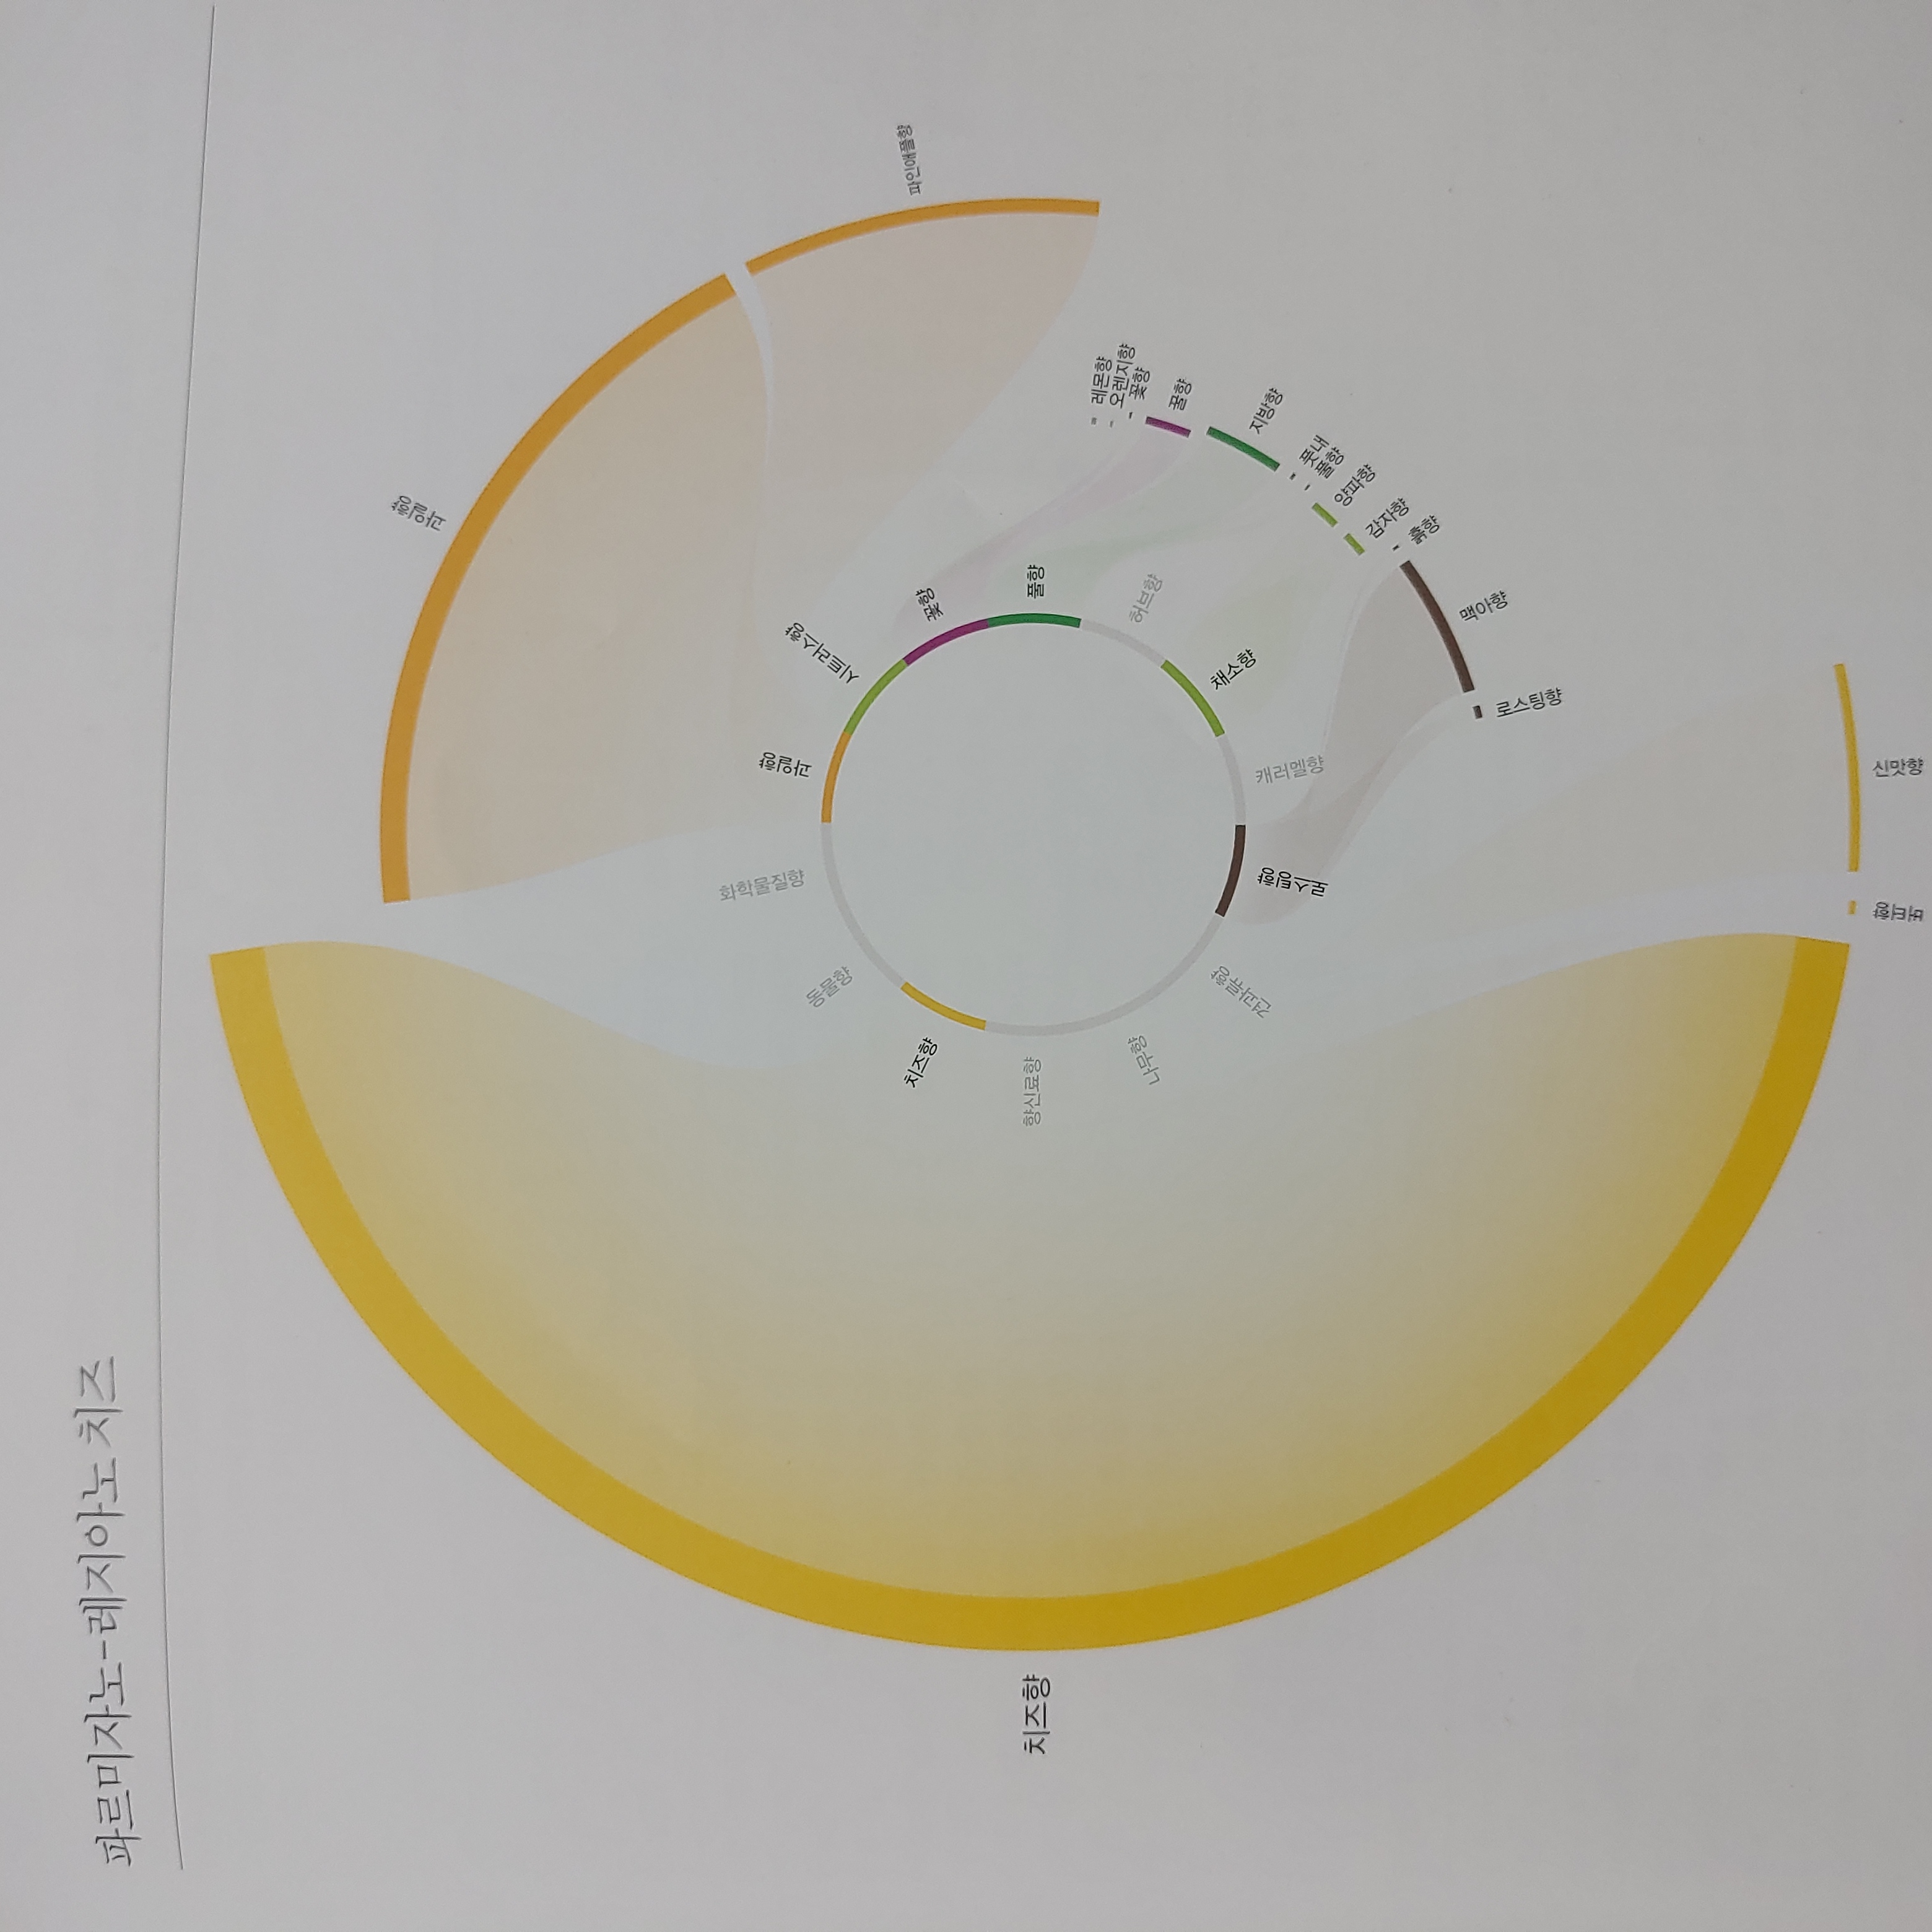 파르미자노-레지아노 치즈
과일향
파인애플향
레몬향
오렌지향
꽃향
꿀향
지방향
풋내
풀향
양파향
감자향
흙향
맥아향
로스팅향
신맛향
버터향
치즈향
화학물질향
과일향
시트러스향
꽃향
풀향
허브향
채소향
캐러멜향
로스팅향
견과류향
나무향
향신료향
치즈향
동물향